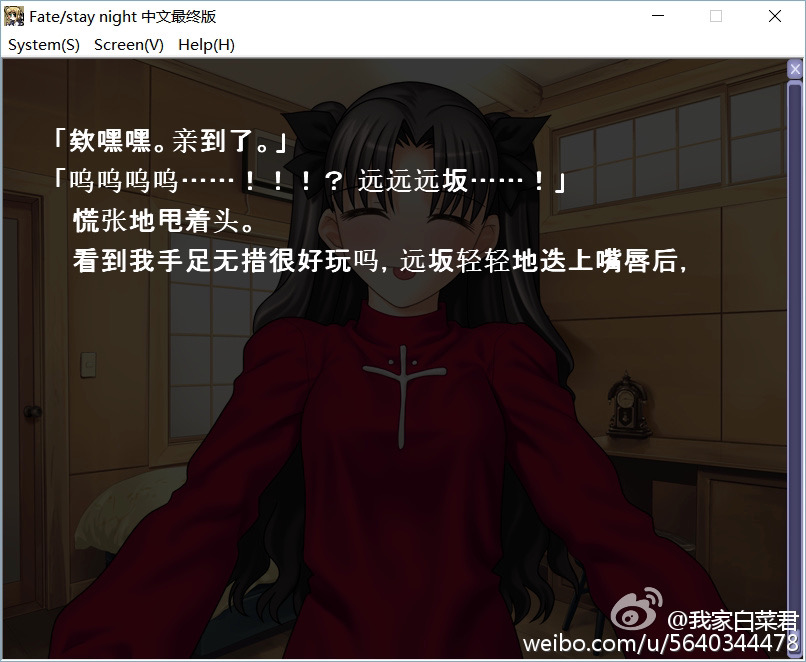 Fate/stay night 中文最终版
System(S) Screen(V) Help(H)
「欸嘿嘿。亲到了。」
「呜呜呜呜……！！！？ 远远远坂……！」
慌张地甩着头。
看到我手足无措很好玩吗，远坂轻轻地迭上嘴唇后，
@我家白菜君
weibo.com/u/5640344478